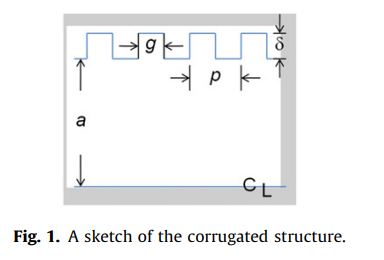 g
δ
p
a
CL
Fig. 1. A sketch of the corrugated structure.